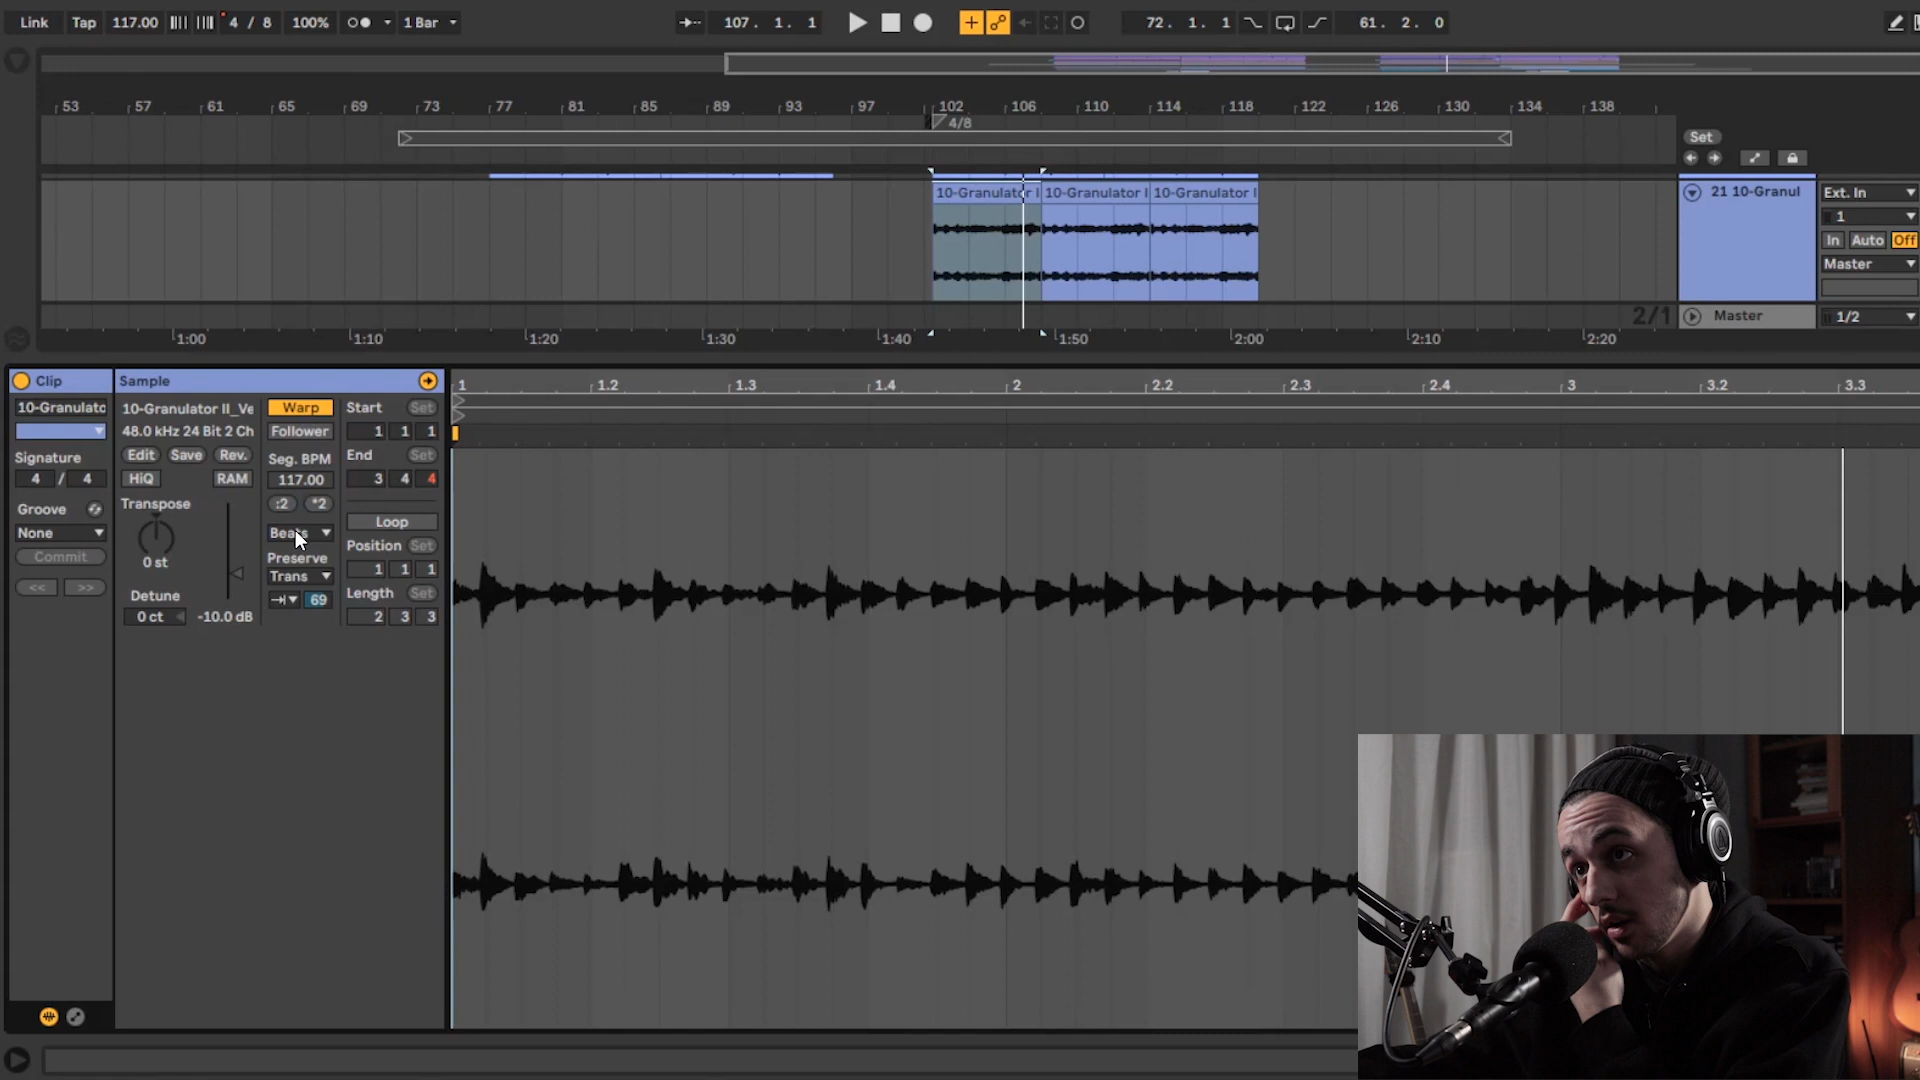 Link Tap 117.00 4 / 8 100% 1 Bar 107. 1. 1 72. 1. 1 61. 2. 0
53 57 61 65 69 73 77 81 85 89 93 97 102 106 110 114 118 122 126 130 134 138
4/8
Set
10-Granulator I 10-Granulator I 10-Granulator I
21 10-Granul Ext. In
1
In Auto Off
Master
2/1 Master 1/2
1:00 1:10 1:20 1:30 1:40 1:50 2:00 2:10 2:20
Clip Sample
1 1.2 1.3 1.4 2 2.2 2.3 2.4 3 3.2 3.3
10-Granulato 10-Granulator II_Ve Warp Start Set
48.0 kHz 24 Bit 2 Ch Follower 1 1 1
Signature Edit Save Rev. Seg. BPM End Set
4 / 4 HiQ RAM 117.00 3 4 4
Groove Transpose :2 *2 Loop
None Beats Position Set
Commit 0 st Preserve
Trans 1 1 1
<< >> Detune 69 Length Set
0 ct -10.0 dB 2 3 3